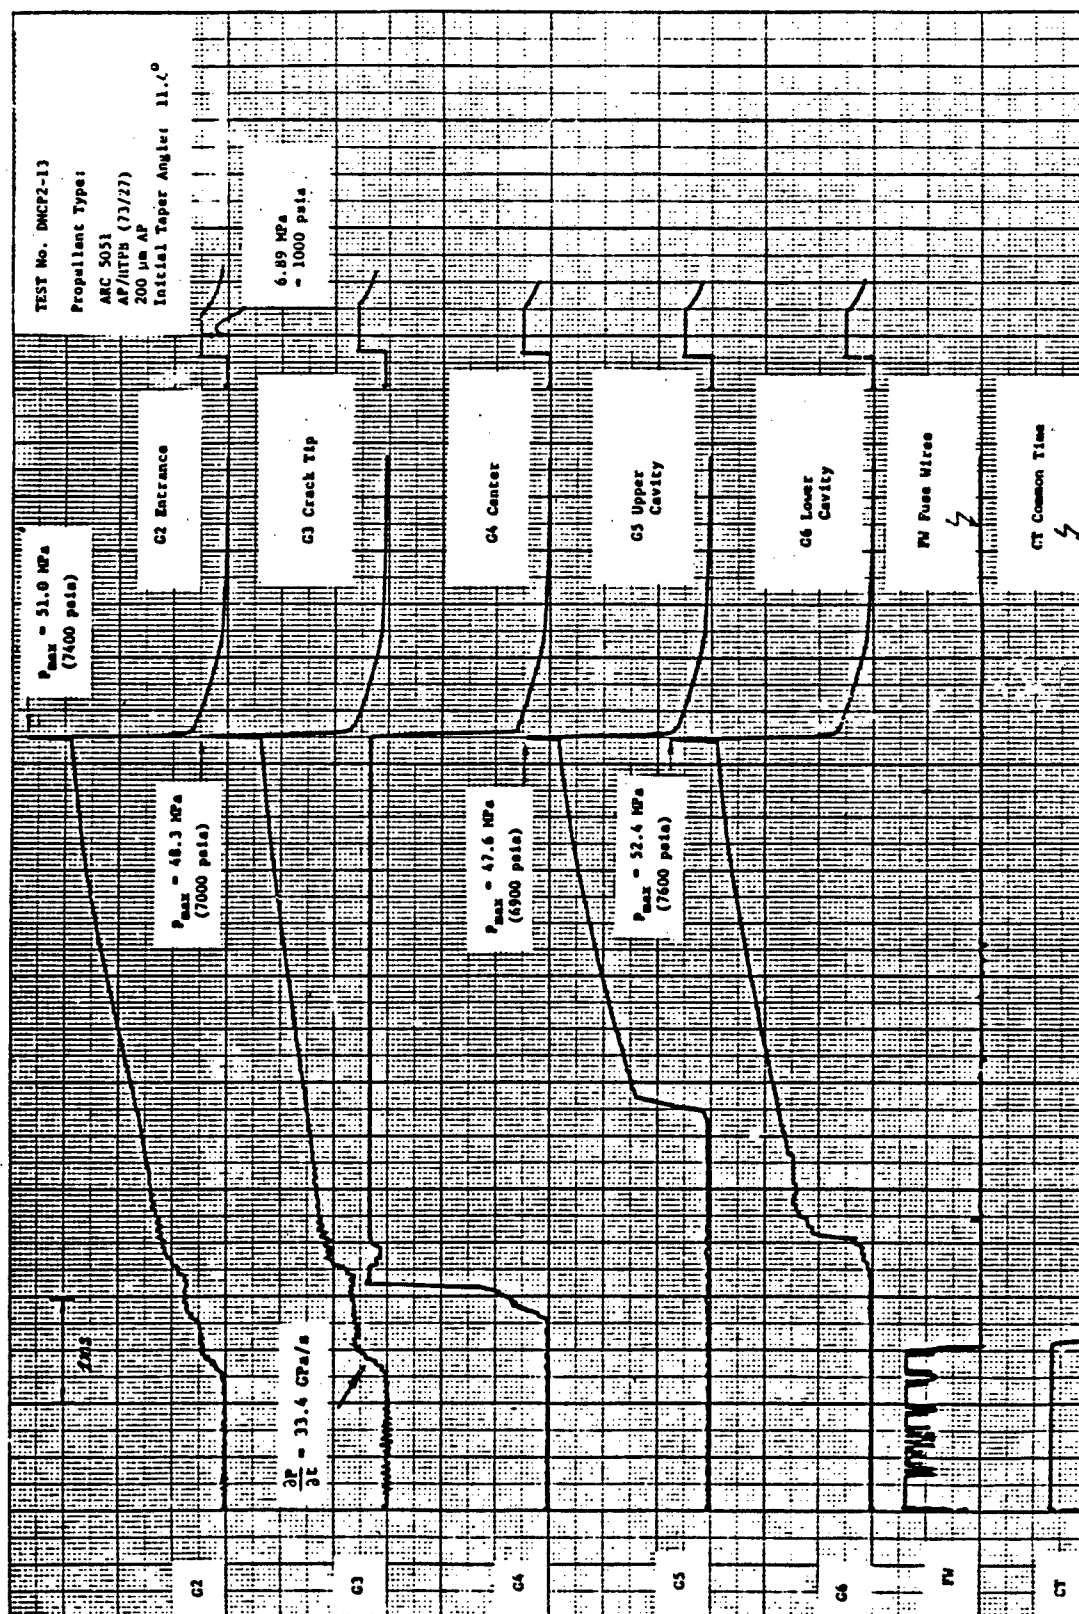 TEST No. DNCP2-13
Propellant Type:
ARC 5051
AP/HTPB (73/27)
200 µm AP
Initial Taper Angle: 11.4°
6.89 MPa
= 1000 psia
Pmax = 51.0 MPa
(7400 psia)
G2 Entrance
G3 Crack Tip
G4 Center
G5 Upper
Cavity
G6 Lower
Cavity
FW Fuse Wires
CT Common Time
Pmax = 48.3 MPa
(7000 psia)
Pmax = 47.6 MPa
(6900 psia)
Pmax = 52.4 MPa
(7600 psia)
∂P/∂t = 33.4 GPa/s
G2
G3
G4
G5
G6
FW
CT